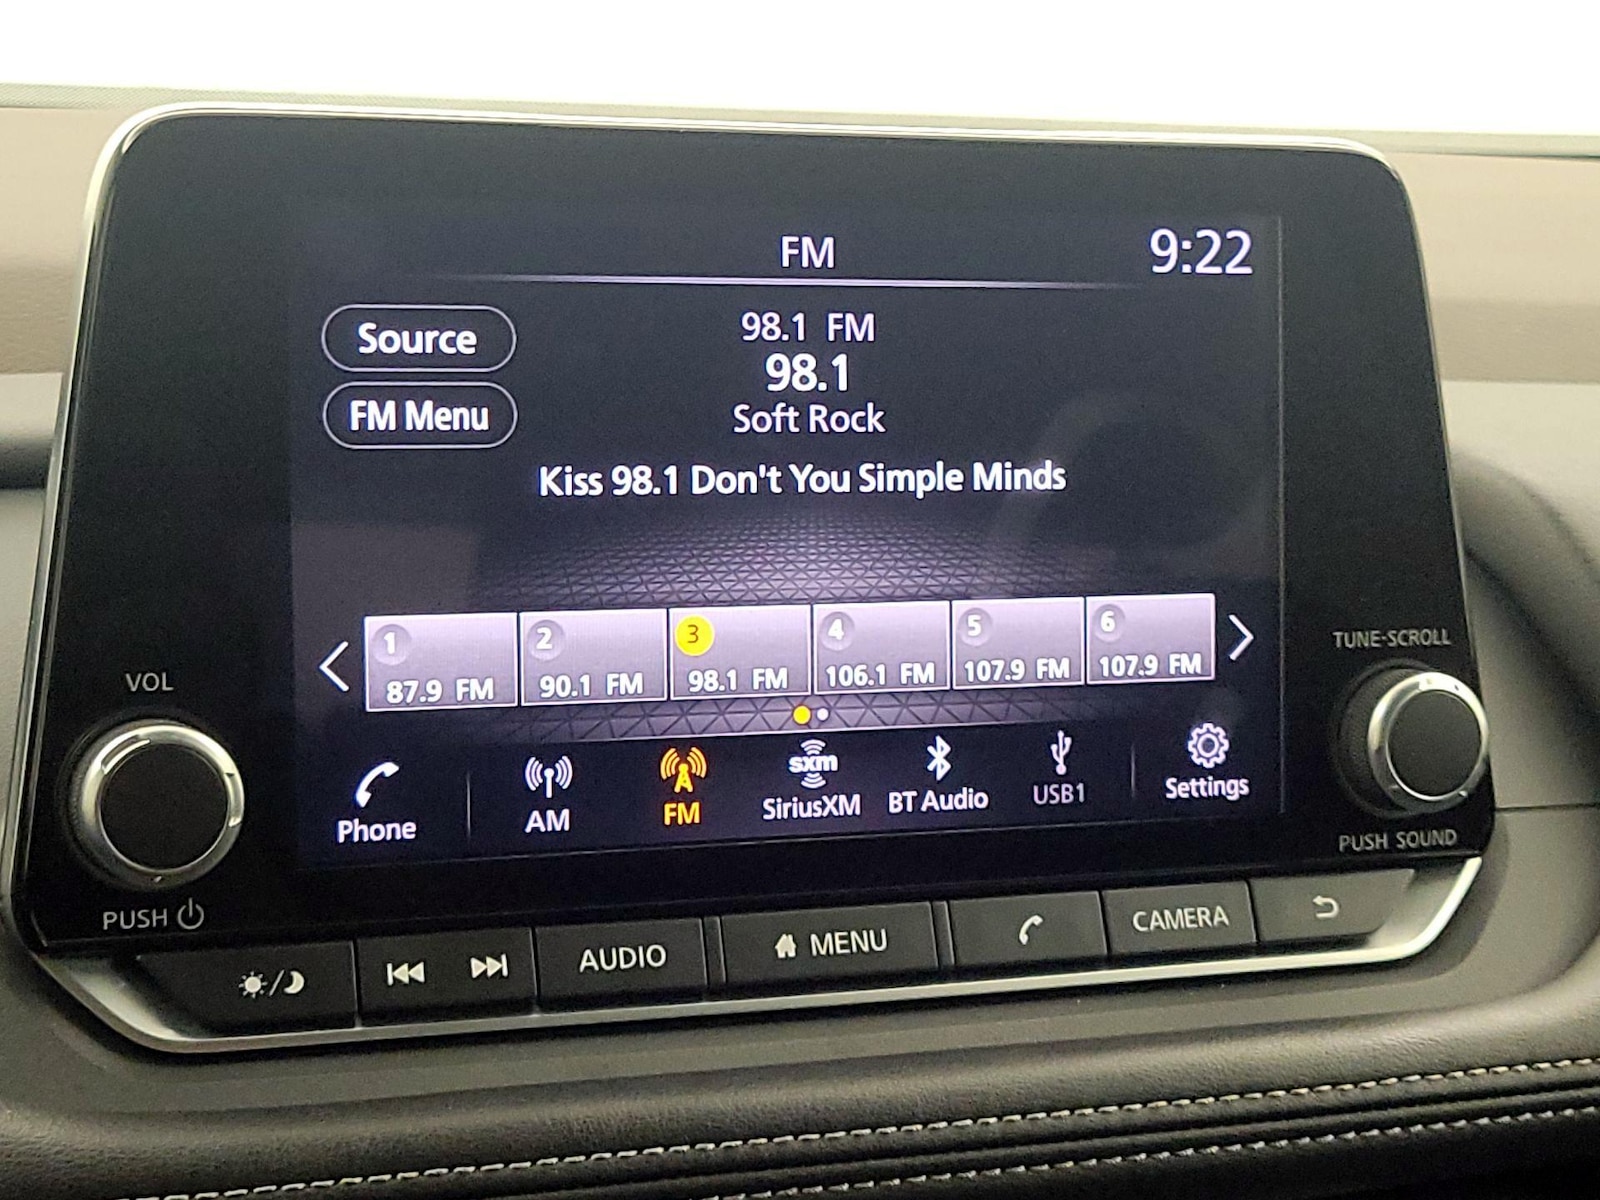 FM
9:22
Source
98.1 FM
98.1
FM Menu
Soft Rock
Kiss 98.1 Don't You Simple Minds
1
2
3
4
5
6
87.9 FM
90.1 FM
98.1 FM
106.1 FM
107.9 FM
107.9 FM
VOL
TUNE·SCROLL
Phone
AM
FM
sxm
SiriusXM
BT Audio
USB1
Settings
PUSH
PUSH SOUND
AUDIO
MENU
CAMERA